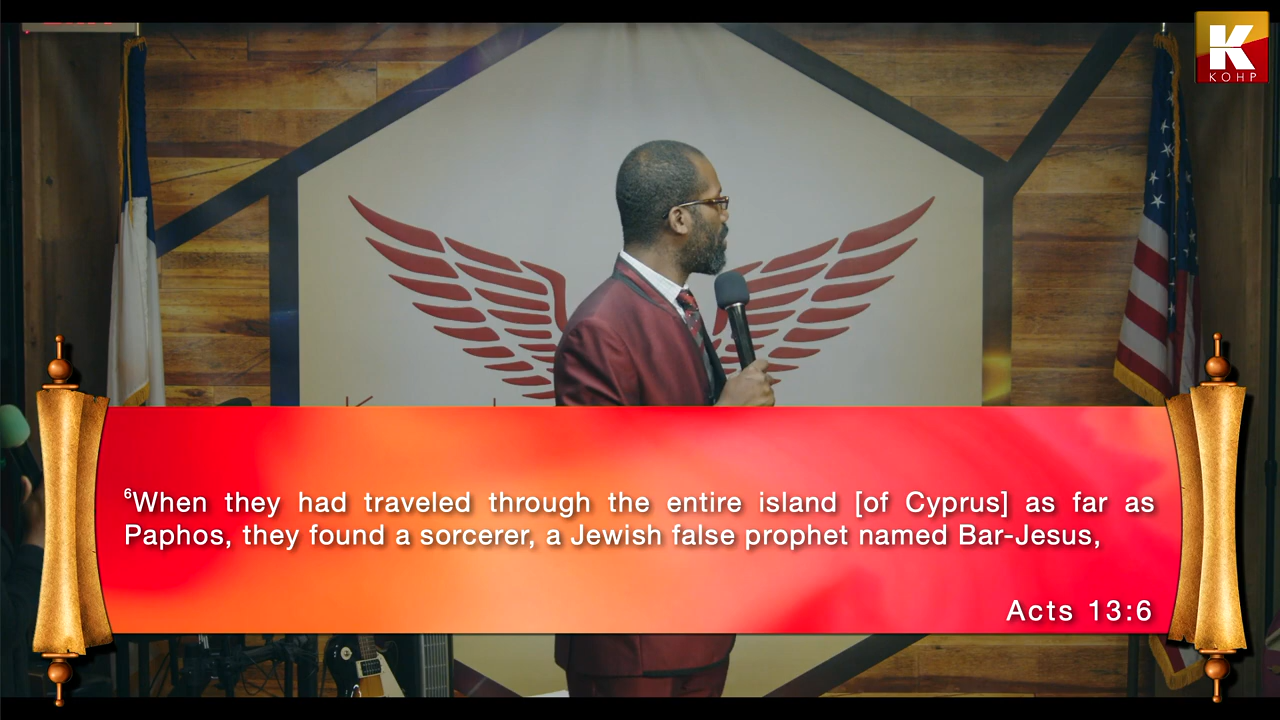 K
KOHP
⁶When they had traveled through the entire island [of Cyprus] as far as
Paphos, they found a sorcerer, a Jewish false prophet named Bar-Jesus,
Acts 13:6